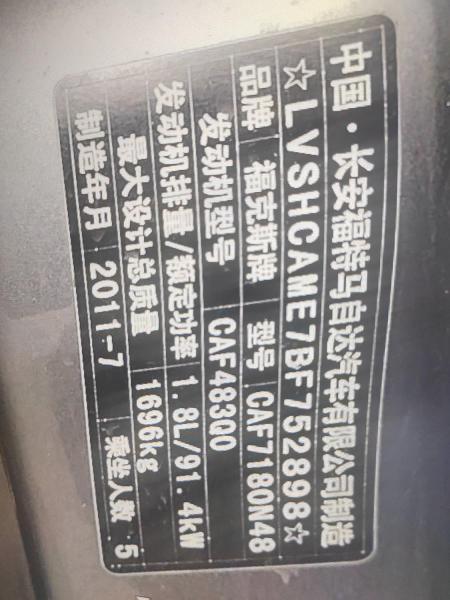 中国·长安福特马自达汽车有限公司制造
☆LVSHCAME7BF752898☆
品牌 福克斯牌 型号 CAF7180N48
发动机型号 CAF483Q0
发动机排量/额定功率 1.8L/91.4kW
最大设计总质量 1696kg
制造年月 2011-7 乘坐人数 5